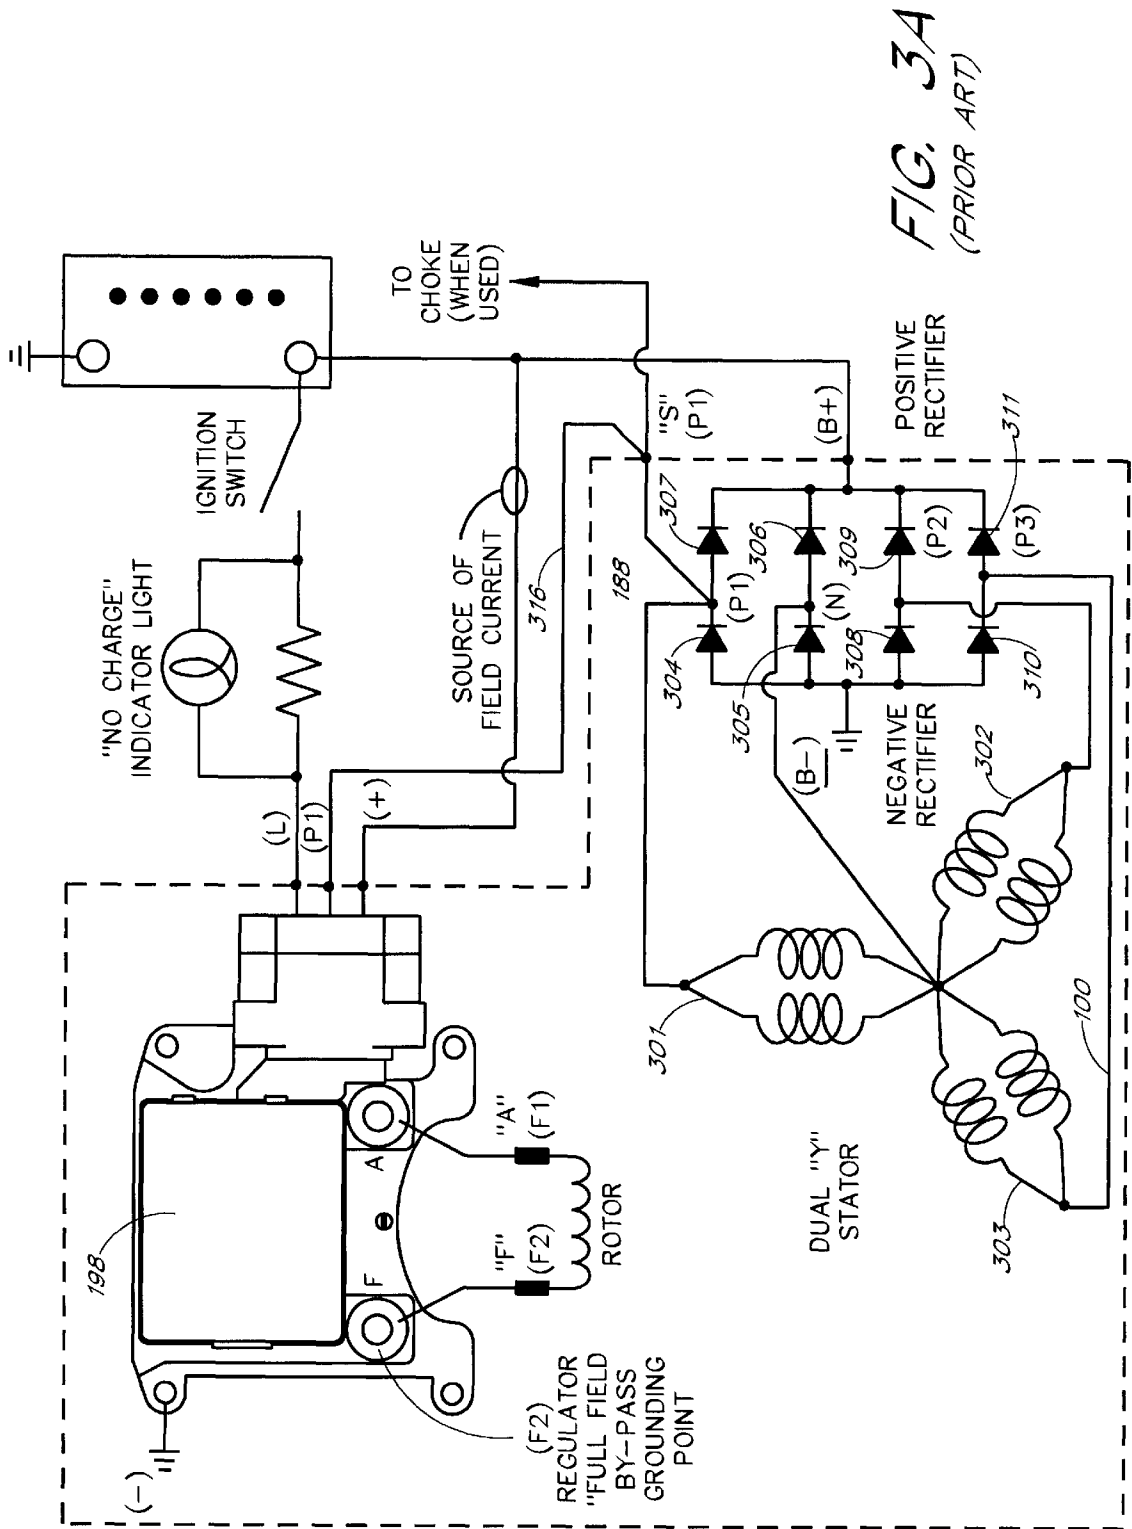 "NO CHARGE"
INDICATOR LIGHT
IGNITION
SWITCH
TO
CHOKE
(WHEN
USED)
(L)
(P1)
(+)
SOURCE OF
FIELD CURRENT
316
"S"
(P1)
(B+)
POSITIVE
RECTIFIER
188
307
306
309
(P2)
311
(P3)
304
(P1)
305
(N)
308
310
(B−)
NEGATIVE
RECTIFIER
302
301
303
100
DUAL "Y"
STATOR
198
A
F
"A"
(F1)
"F"
(F2)
ROTOR
(−)
(F2)
REGULATOR
"FULL FIELD
BY−PASS
GROUNDING
POINT
FIG. 3A
(PRIOR ART)